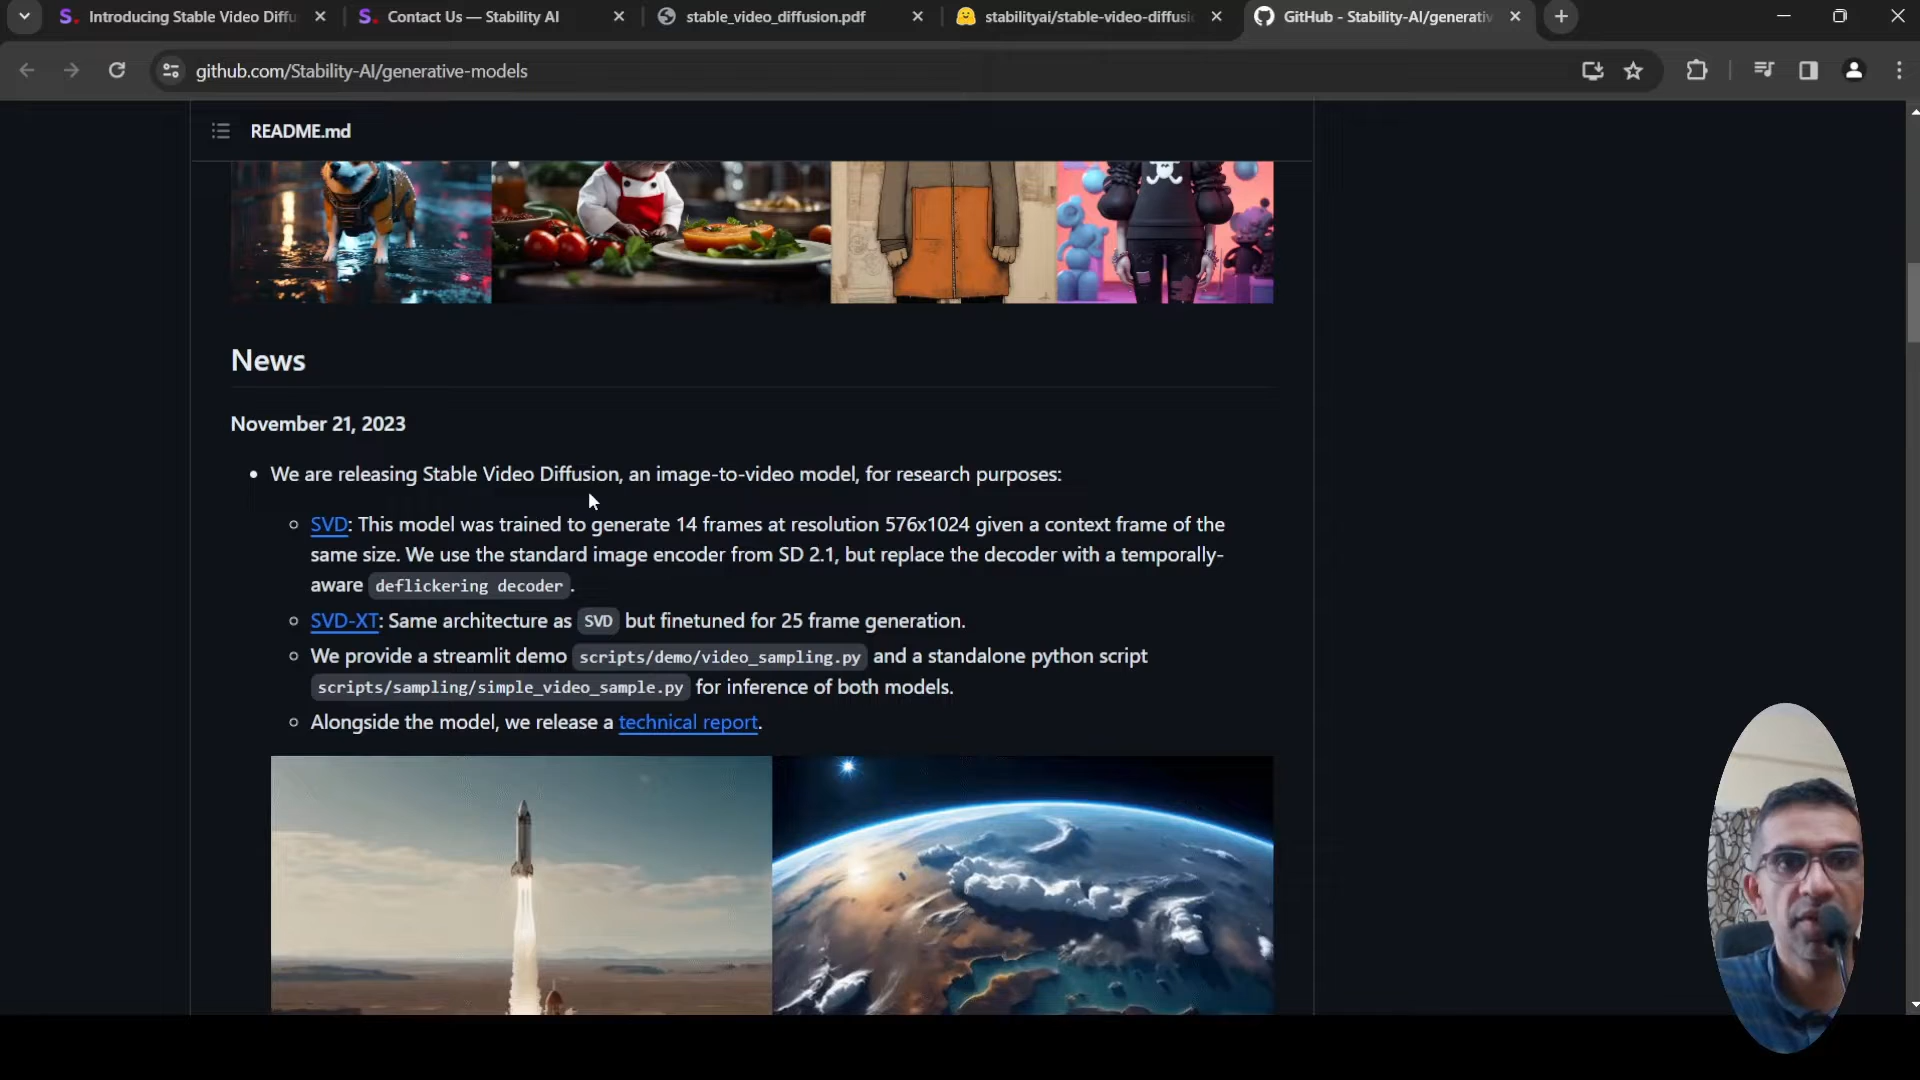 Introducing Stable Video Diffu
Contact Us — Stability AI
stable_video_diffusion.pdf
stabilityai/stable-video-diffusi
GitHub - Stability-AI/generativ
github.com/Stability-AI/generative-models
README.md
News
November 21, 2023
• We are releasing Stable Video Diffusion, an image-to-video model, for research purposes:
SVD: This model was trained to generate 14 frames at resolution 576x1024 given a context frame of the
same size. We use the standard image encoder from SD 2.1, but replace the decoder with a temporally-
aware deflickering decoder.
SVD-XT: Same architecture as SVD but finetuned for 25 frame generation.
We provide a streamlit demo scripts/demo/video_sampling.py and a standalone python script
scripts/sampling/simple_video_sample.py for inference of both models.
Alongside the model, we release a technical report.